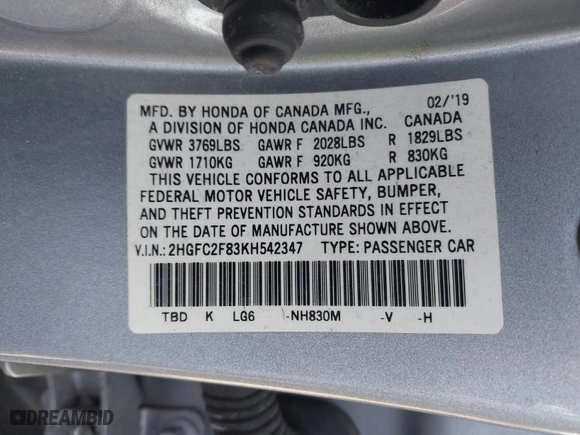 MFD. BY HONDA OF CANADA MFG., 02/'19
A DIVISION OF HONDA CANADA INC. CANADA
GVWR 3769LBS GAWR F 2028LBS R 1829LBS
GVWR 1710KG GAWR F 920KG R 830KG
THIS VEHICLE CONFORMS TO ALL APPLICABLE
FEDERAL MOTOR VEHICLE SAFETY, BUMPER,
AND THEFT PREVENTION STANDARDS IN EFFECT
ON THE DATE OF MANUFACTURE SHOWN ABOVE.
V.I.N.: 2HGFC2F83KH542347 TYPE: PASSENGER CAR
TBD K LG6 -NH830M -V -H
DREAMBID